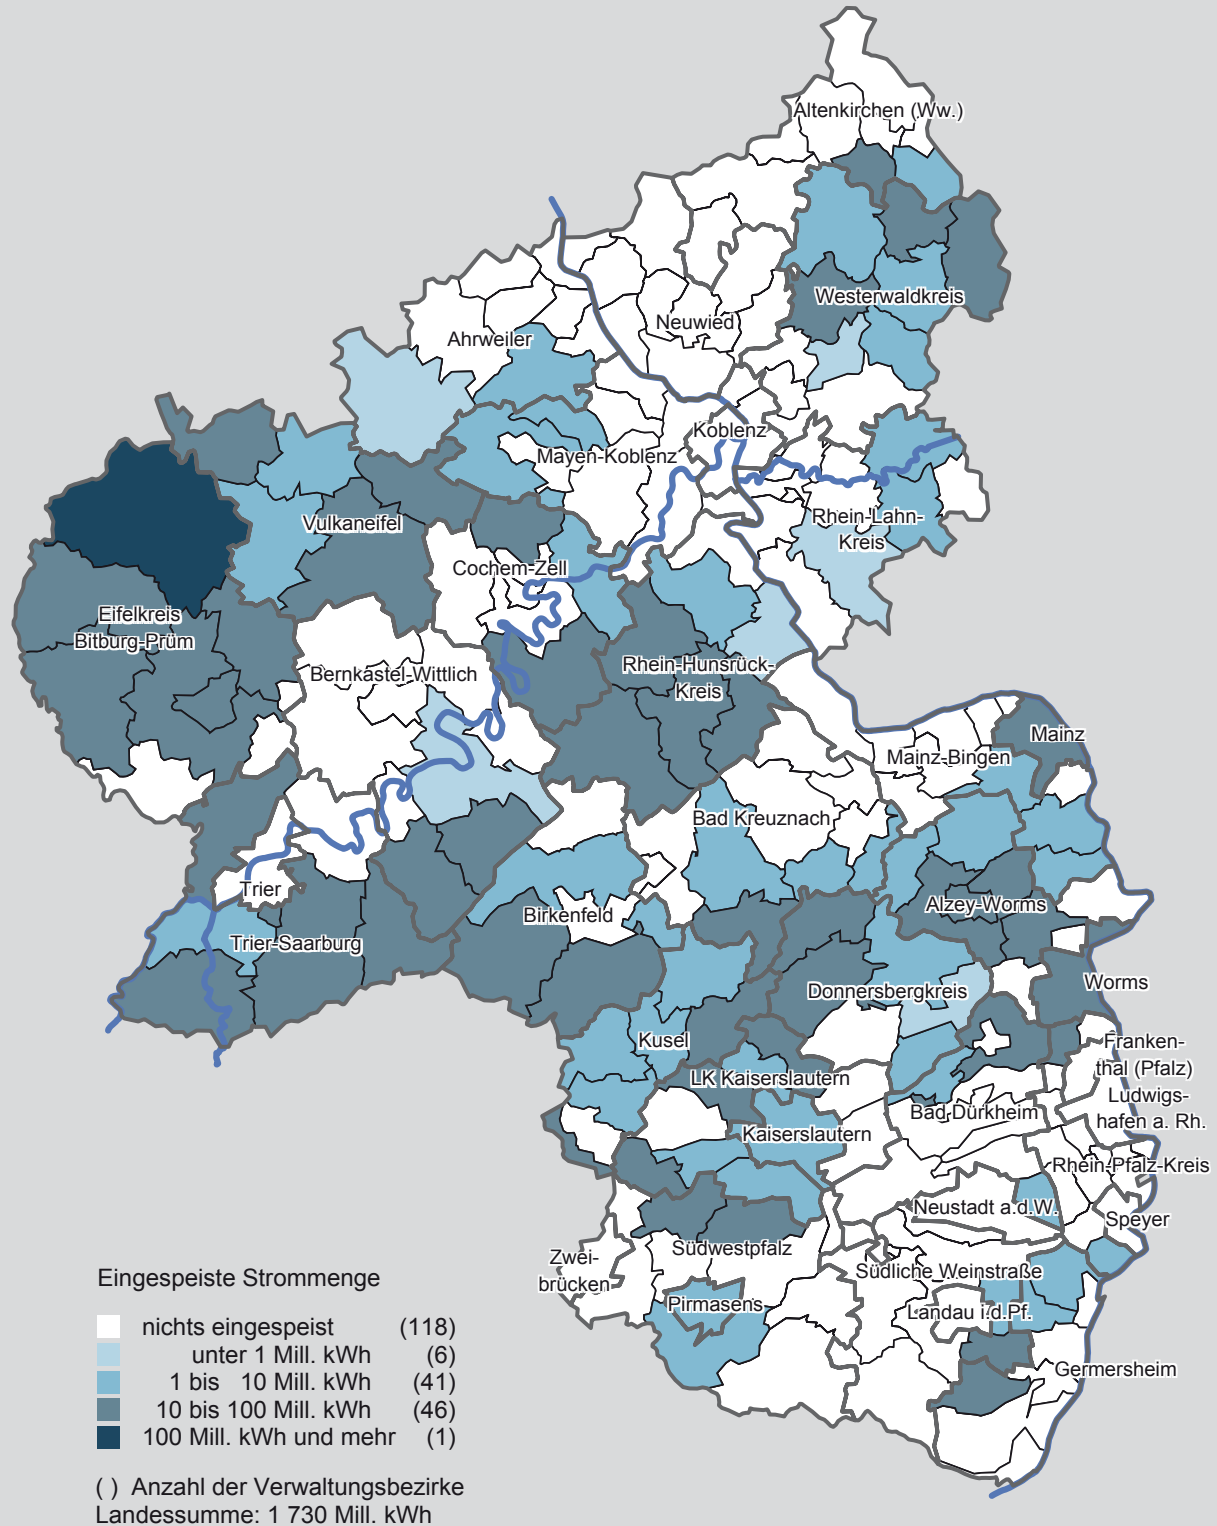 Altenkirchen (Ww.)
Westerwaldkreis
Neuwied
Ahrweiler
Koblenz
Mayen-Koblenz
Rhein-Lahn-
Kreis
Vulkaneifel
Cochem-Zell
Eifelkreis
Bitburg-Prüm
Rhein-Hunsrück-
Kreis
Bernkastel-Wittlich
Mainz
Mainz-Bingen
Bad Kreuznach
Trier
Birkenfeld
Alzey-Worms
Trier-Saarburg
Donnersbergkreis
Worms
Kusel
Franken-
thal (Pfalz)
LK Kaiserslautern
Ludwigs-
hafen a. Rh.
Bad Dürkheim
Kaiserslautern
Rhein-Pfalz-Kreis
Neustadt a.d.W.
Speyer
Südwestpfalz
Zwei-
brücken
Südliche Weinstraße
Pirmasens
Landau i.d.Pf.
Germersheim
Eingespeiste Strommenge
nichts eingespeist (118)
unter 1 Mill. kWh (6)
1 bis 10 Mill. kWh (41)
10 bis 100 Mill. kWh (46)
100 Mill. kWh und mehr (1)
( ) Anzahl der Verwaltungsbezirke
Landessumme: 1 730 Mill. kWh